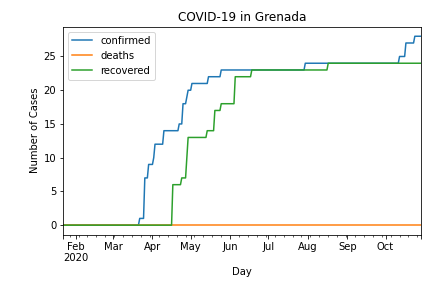 COVID-19 in Grenada
confirmed
deaths
recovered
Number of Cases
25
20
15
10
5
0
Feb Mar Apr May Jun Jul Aug Sep Oct
2020
Day